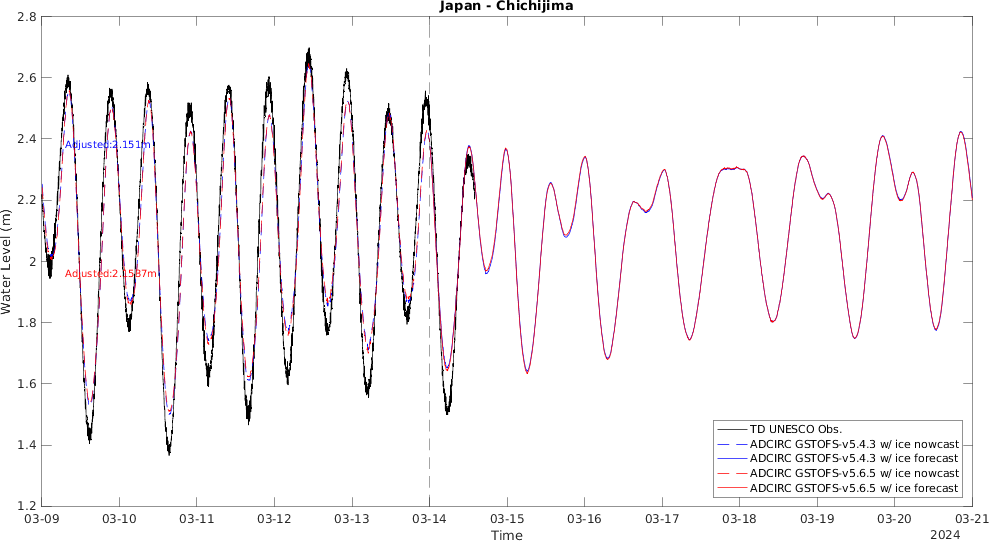 Japan - Chichijima
2.8
2.6
2.4
2.2
2
1.8
1.6
1.4
1.2
Water Level (m)
Adjusted:2.151m
Adjusted:2.1587m
TD UNESCO Obs.
ADCIRC GSTOFS-v5.4.3 w/ ice nowcast
ADCIRC GSTOFS-v5.4.3 w/ ice forecast
ADCIRC GSTOFS-v5.6.5 w/ ice nowcast
ADCIRC GSTOFS-v5.6.5 w/ ice forecast
03-09 03-10 03-11 03-12 03-13 03-14 03-15 03-16 03-17 03-18 03-19 03-20 03-21
Time
2024